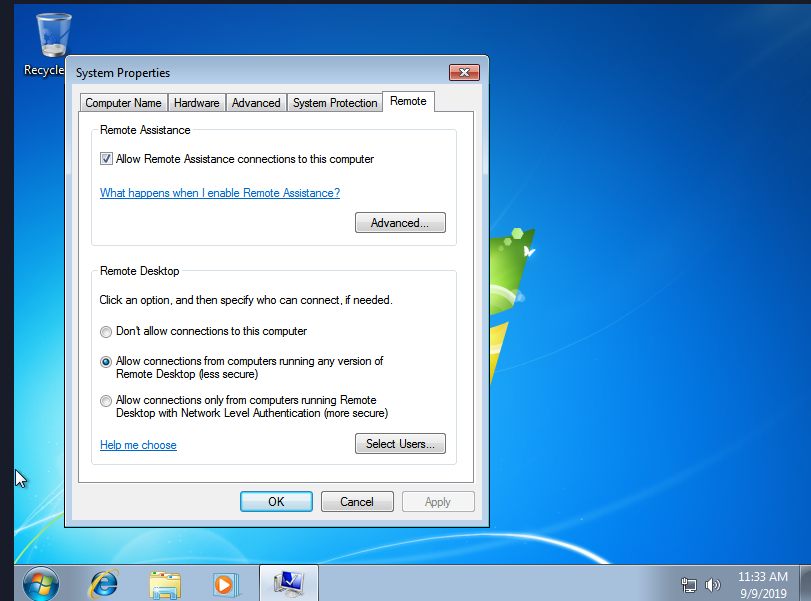 Recycle
System Properties
Computer Name Hardware Advanced System Protection Remote
Remote Assistance
Allow Remote Assistance connections to this computer
What happens when I enable Remote Assistance?
Advanced...
Remote Desktop
Click an option, and then specify who can connect, if needed.
Don't allow connections to this computer
Allow connections from computers running any version of
Remote Desktop (less secure)
Allow connections only from computers running Remote
Desktop with Network Level Authentication (more secure)
Help me choose
Select Users...
OK Cancel Apply
11:33 AM
9/9/2019